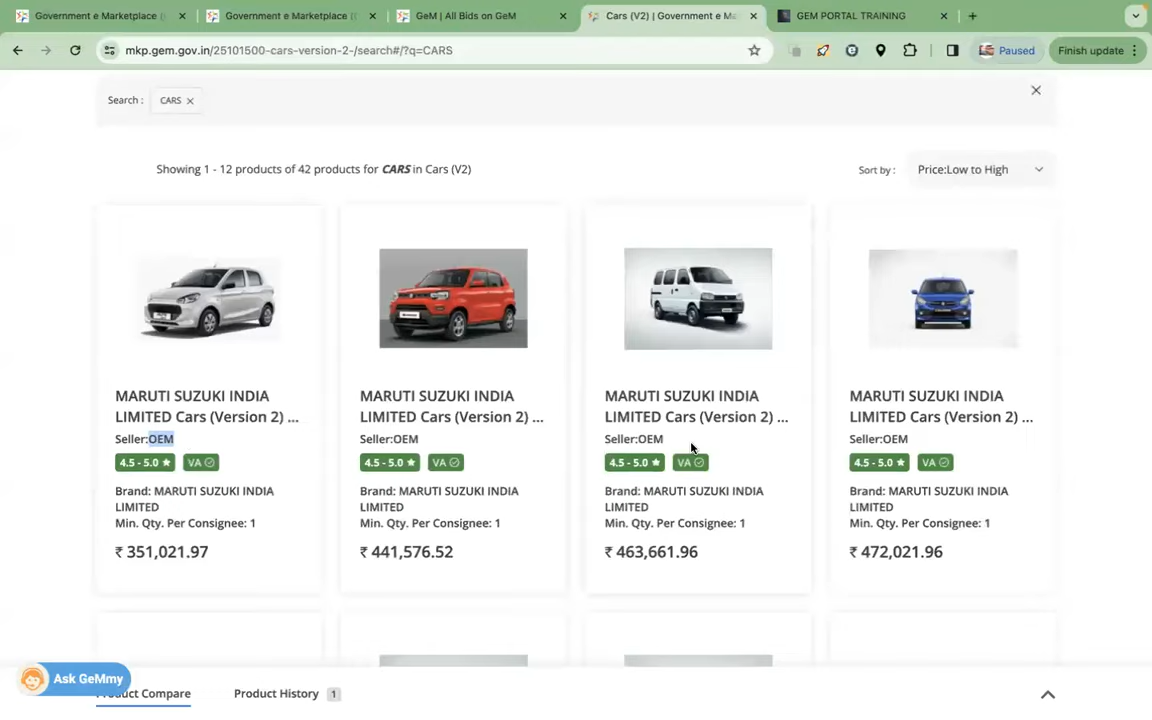 Government e Marketplace (
Government e Marketplace ((
GeM | All Bids on GeM
Cars (V2) | Government e Ma
GEM PORTAL TRAINING
mkp.gem.gov.in/25101500-cars-version-2-/search#/?q=CARS
Paused
Finish update
Search :
CARS
Showing 1 - 12 products of 42 products for CARS in Cars (V2)
Sort by :
Price:Low to High
MARUTI SUZUKI INDIA
LIMITED Cars (Version 2) ...
Seller:OEM
4.5 - 5.0 ★ VA
Brand: MARUTI SUZUKI INDIA
LIMITED
Min. Qty. Per Consignee: 1
₹ 351,021.97
MARUTI SUZUKI INDIA
LIMITED Cars (Version 2) ...
Seller:OEM
4.5 - 5.0 ★ VA
Brand: MARUTI SUZUKI INDIA
LIMITED
Min. Qty. Per Consignee: 1
₹ 441,576.52
MARUTI SUZUKI INDIA
LIMITED Cars (Version 2) ...
Seller:OEM
4.5 - 5.0 ★ VA
Brand: MARUTI SUZUKI INDIA
LIMITED
Min. Qty. Per Consignee: 1
₹ 463,661.96
MARUTI SUZUKI INDIA
LIMITED Cars (Version 2) ...
Seller:OEM
4.5 - 5.0 ★ VA
Brand: MARUTI SUZUKI INDIA
LIMITED
Min. Qty. Per Consignee: 1
₹ 472,021.96
Ask GeMmy
Product Compare
Product History 1